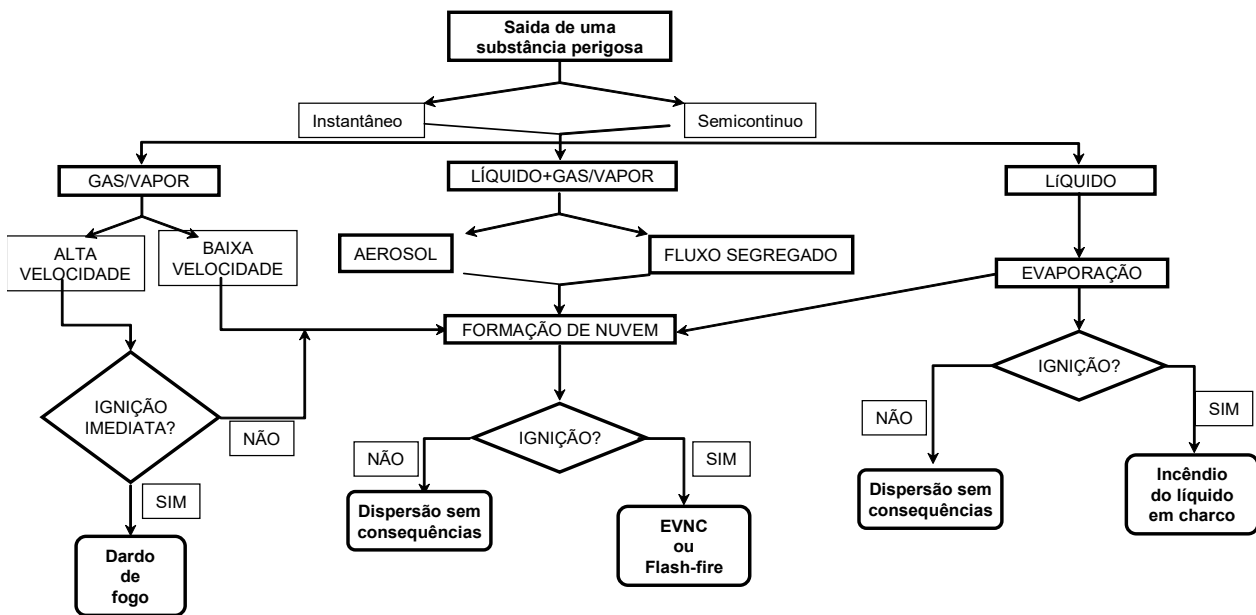 Saida de uma
substância perigosa
Instantâneo
Semicontinuo
GAS/VAPOR
LÍQUIDO+GAS/VAPOR
LíQUIDO
ALTA
VELOCIDADE
BAIXA
VELOCIDADE
AEROSOL
FLUXO SEGREGADO
EVAPORAÇÃO
FORMAÇÃO DE NUVEM
IGNIÇÃO
IMEDIATA?
NÃO
SIM
Dardo
de
fogo
IGNIÇÃO?
NÃO
SIM
Dispersão sem
consequências
EVNC
ou
Flash-fire
IGNIÇÃO?
NÃO
SIM
Dispersão sem
consequências
Incêndio
do líquido
em charco